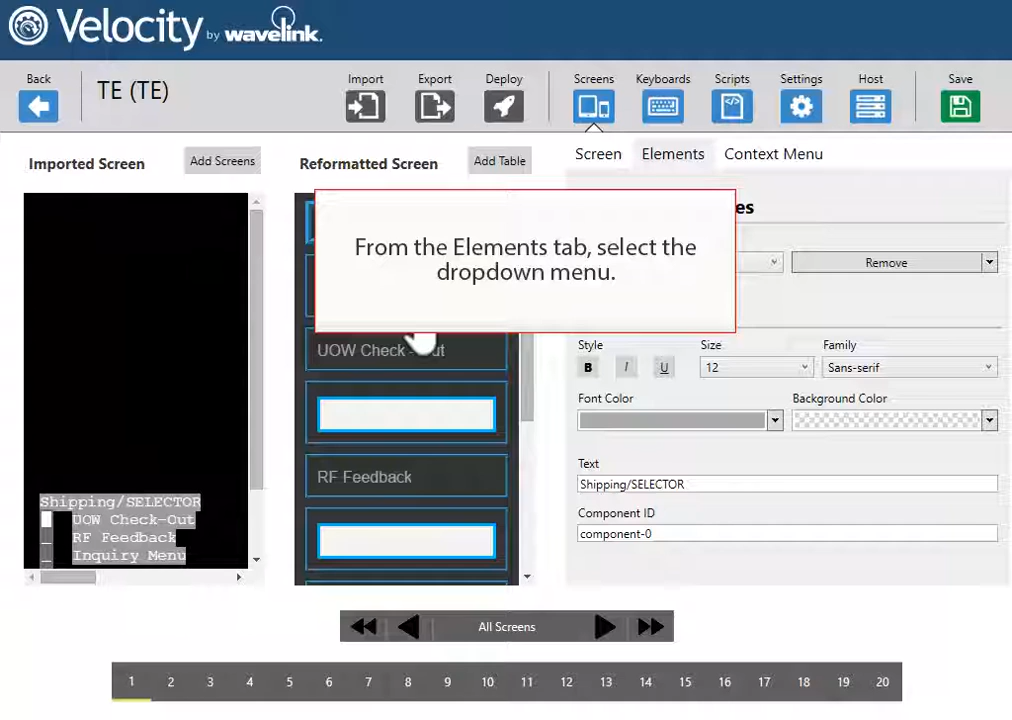 Velocity by wavelink.
Back
TE (TE)
Import
Export
Deploy
Screens
Keyboards
Scripts
Settings
Host
Save
Imported Screen
Add Screens
Reformatted Screen
Add Table
Screen
Elements
Context Menu
es
From the Elements tab, select the
dropdown menu.
Remove
UOW Check - ut
RF Feedback
Style
B
I
U
Size
12
Family
Sans-serif
Font Color
Background Color
Text
Shipping/SELECTOR
Component ID
component-0
Shipping/SELECTOR
UOW Check-Out
_ RF Feedback
_ Inquiry Menu
All Screens
1 2 3 4 5 6 7 8 9 10 11 12 13 14 15 16 17 18 19 20